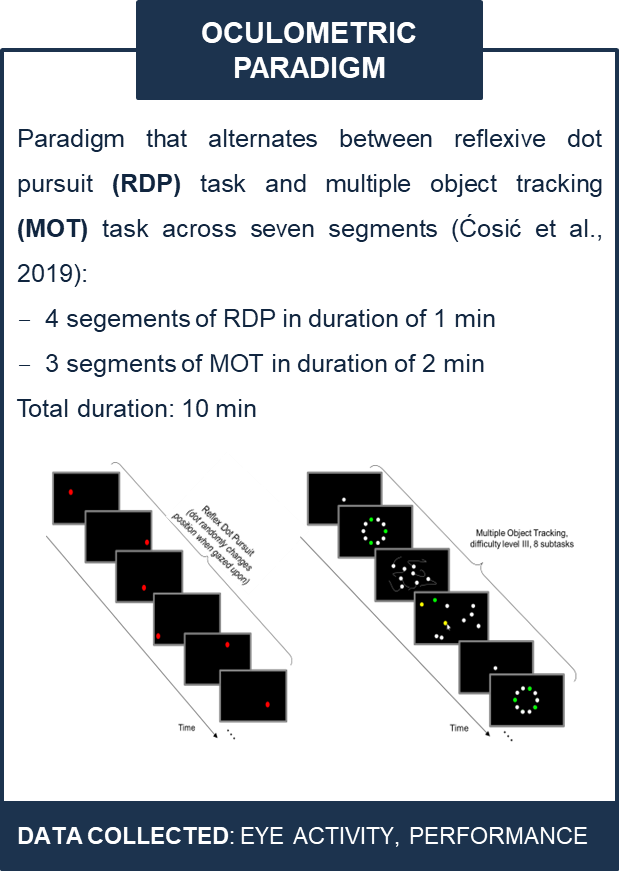 OCULOMETRIC
PARADIGM
Paradigm that alternates between reflexive dot
pursuit (RDP) task and multiple object tracking
(MOT) task across seven segments (Ćosić et al.,
2019):
− 4 segements of RDP in duration of 1 min
− 3 segments of MOT in duration of 2 min
Total duration: 10 min
Reflex Dot Pursuit
(dot randomly changes
position when gazed upon)
Time
Multiple Object Tracking,
difficulty level III, 8 subtasks
Time
DATA COLLECTED: EYE ACTIVITY, PERFORMANCE